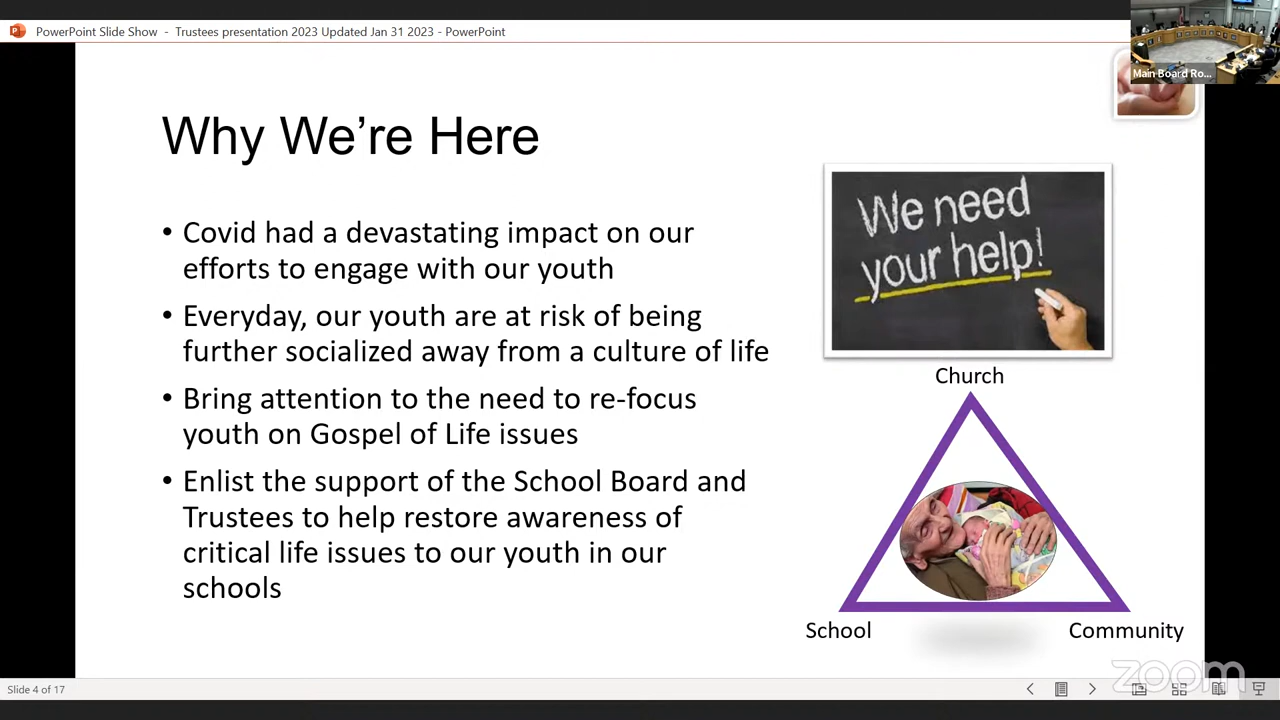 PowerPoint Slide Show - Trustees presentation 2023 Updated Jan 31 2023 - PowerPoint
Main Board Ro...
Why We're Here
• Covid had a devastating impact on our
efforts to engage with our youth
• Everyday, our youth are at risk of being
further socialized away from a culture of life
• Bring attention to the need to re-focus
youth on Gospel of Life issues
• Enlist the support of the School Board and
Trustees to help restore awareness of
critical life issues to our youth in our
schools
We need
your help!
Church
School
Community
zoom
Slide 4 of 17